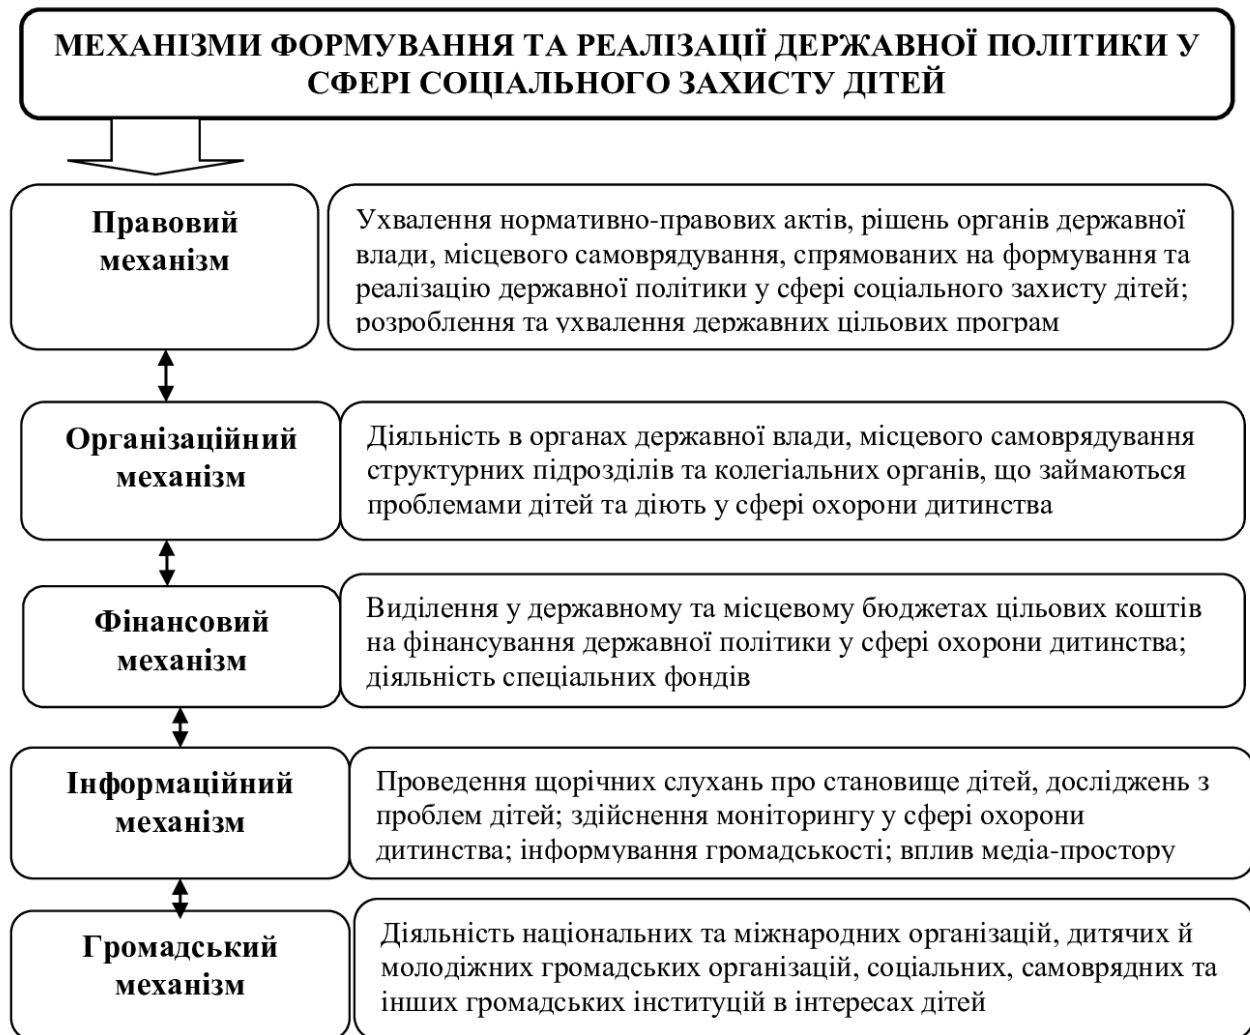 МЕХАНІЗМИ ФОРМУВАННЯ ТА РЕАЛІЗАЦІЇ ДЕРЖАВНОЇ ПОЛІТИКИ У
СФЕРІ СОЦІАЛЬНОГО ЗАХИСТУ ДІТЕЙ
Правовий
механізм
Ухвалення нормативно-правових актів, рішень органів державної
влади, місцевого самоврядування, спрямованих на формування та
реалізацію державної політики у сфері соціального захисту дітей;
розроблення та ухвалення державних цільових програм
Організаційний
механізм
Діяльність в органах державної влади, місцевого самоврядування
структурних підрозділів та колегіальних органів, що займаються
проблемами дітей та діють у сфері охорони дитинства
Фінансовий
механізм
Виділення у державному та місцевому бюджетах цільових коштів
на фінансування державної політики у сфері охорони дитинства;
діяльність спеціальних фондів
Інформаційний
механізм
Проведення щорічних слухань про становище дітей, досліджень з
проблем дітей; здійснення моніторингу у сфері охорони
дитинства; інформування громадськості; вплив медіа-простору
Громадський
механізм
Діяльність національних та міжнародних організацій, дитячих й
молодіжних громадських організацій, соціальних, самоврядних та
інших громадських інституцій в інтересах дітей